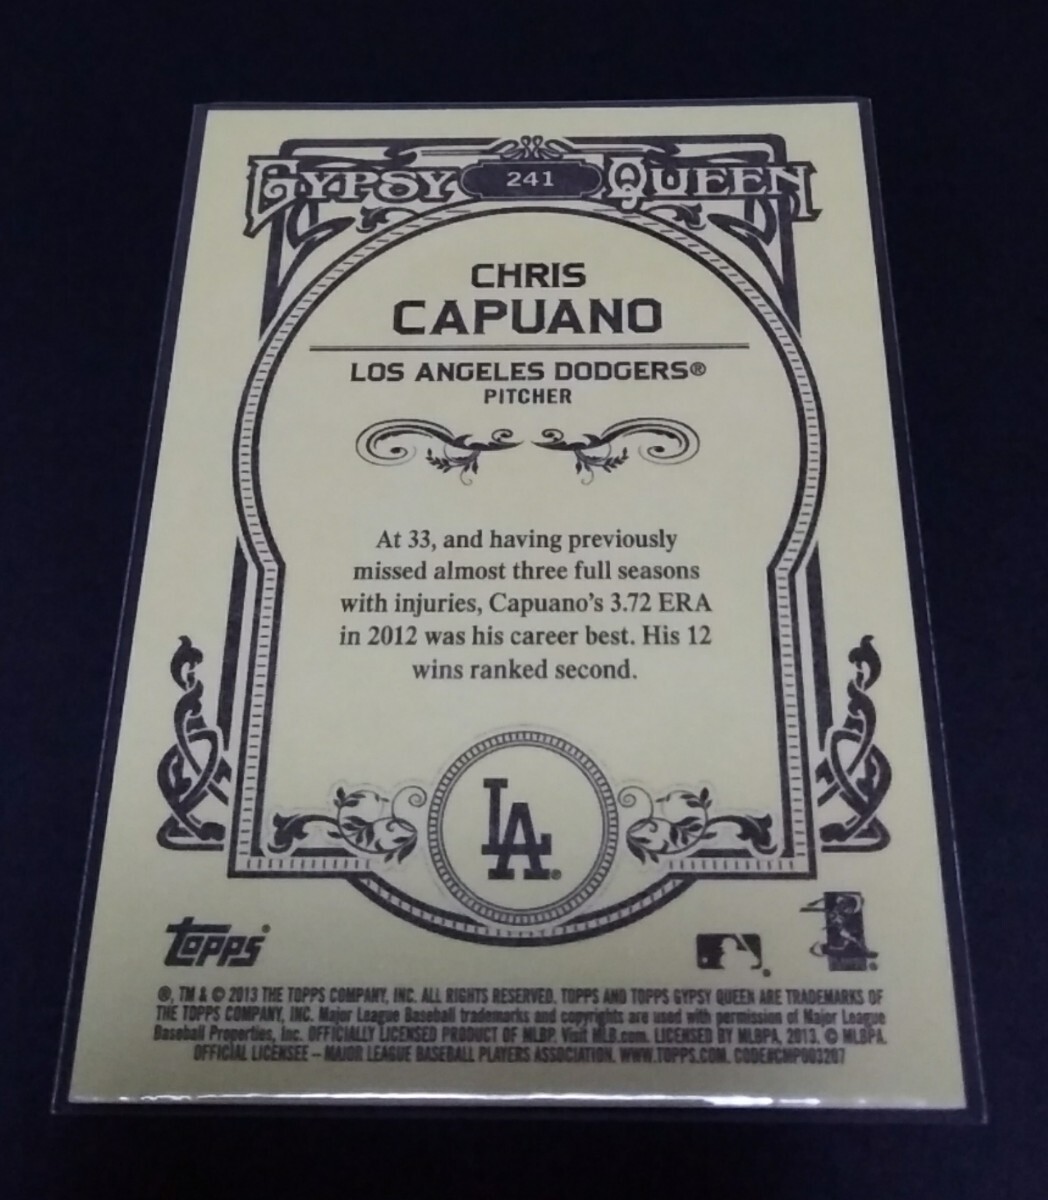 GYPSY 241 QUEEN
CHRIS
CAPUANO
LOS ANGELES DODGERS®
PITCHER
At 33, and having previously
missed almost three full seasons
with injuries, Capuano's 3.72 ERA
in 2012 was his career best. His 12
wins ranked second.
LA®
topps®
®, TM & © 2013 THE TOPPS COMPANY, INC. ALL RIGHTS RESERVED. TOPPS AND TOPPS GYPSY QUEEN ARE TRADEMARKS OF
THE TOPPS COMPANY, INC. Major League Baseball trademarks and copyrights are used with permission of Major League
Baseball Properties, Inc. OFFICIALLY LICENSED PRODUCT OF MLBP. Visit MLB.com. LICENSED BY MLBPA, 2013. © MLBPA.
OFFICIAL LICENSEE – MAJOR LEAGUE BASEBALL PLAYERS ASSOCIATION. WWW.TOPPS.COM. CODE#CMP003207